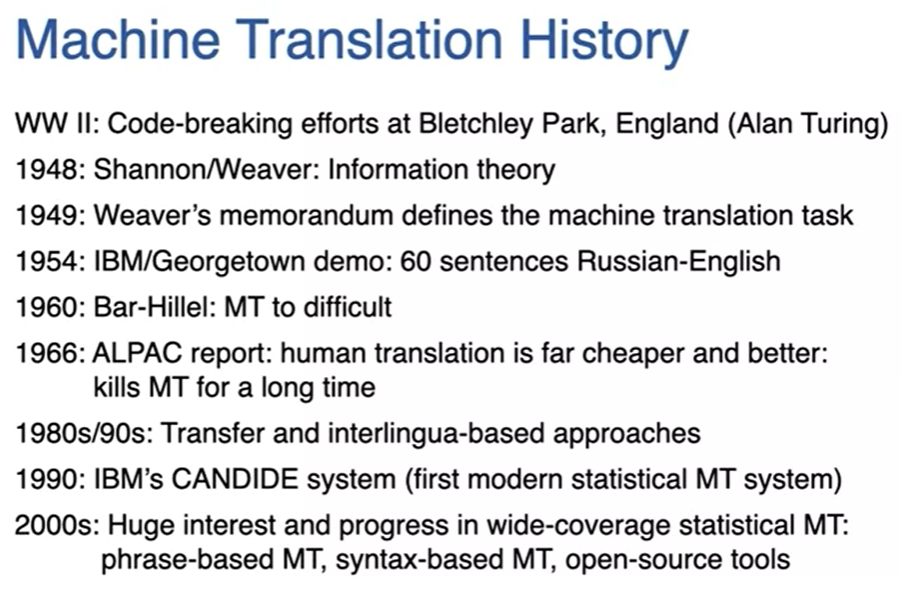 Machine Translation History
WW II: Code-breaking efforts at Bletchley Park, England (Alan Turing)
1948: Shannon/Weaver: Information theory
1949: Weaver’s memorandum defines the machine translation task
1954: IBM/Georgetown demo: 60 sentences Russian-English
1960: Bar-Hillel: MT to difficult
1966: ALPAC report: human translation is far cheaper and better:
kills MT for a long time
1980s/90s: Transfer and interlingua-based approaches
1990: IBM’s CANDIDE system (first modern statistical MT system)
2000s: Huge interest and progress in wide-coverage statistical MT:
phrase-based MT, syntax-based MT, open-source tools